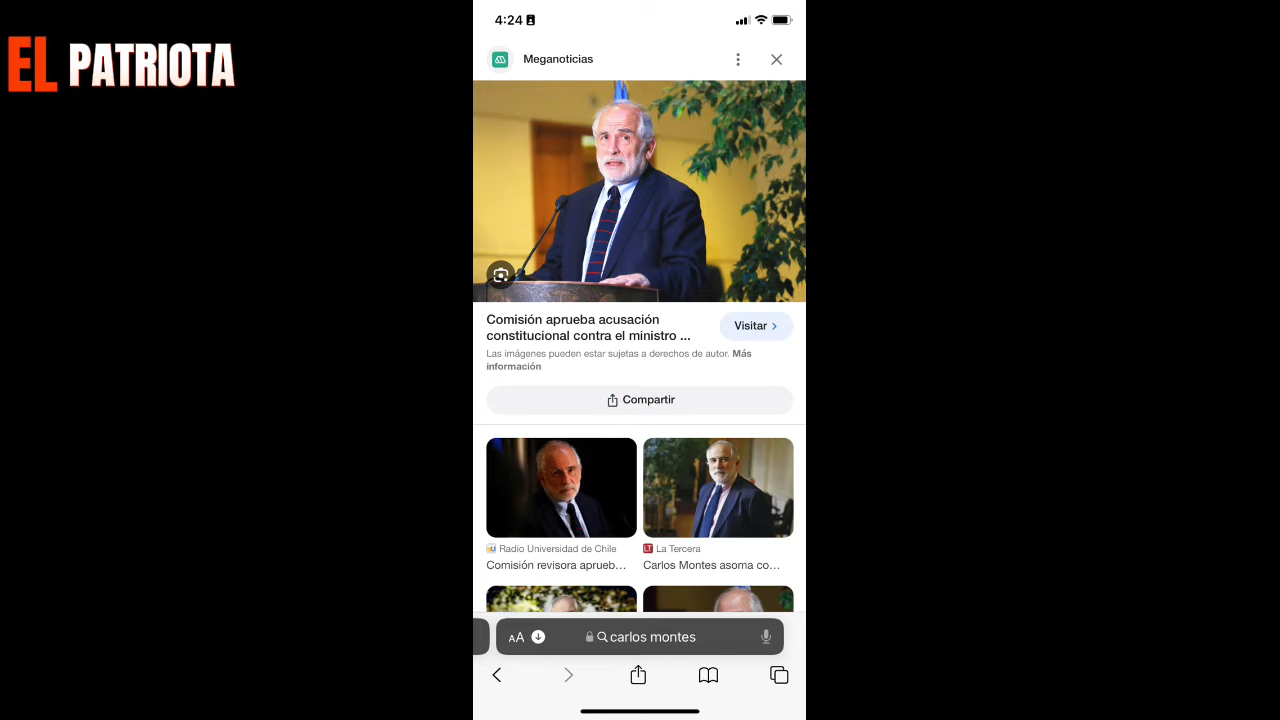 EL PATRIOTA
4:24
Meganoticias
Comisión aprueba acusación
constitucional contra el ministro ...
Visitar
Las imágenes pueden estar sujetas a derechos de autor. Más
información
Compartir
Radio Universidad de Chile
LT La Tercera
Comisión revisora aprueb...
Carlos Montes asoma co...
AA
carlos montes